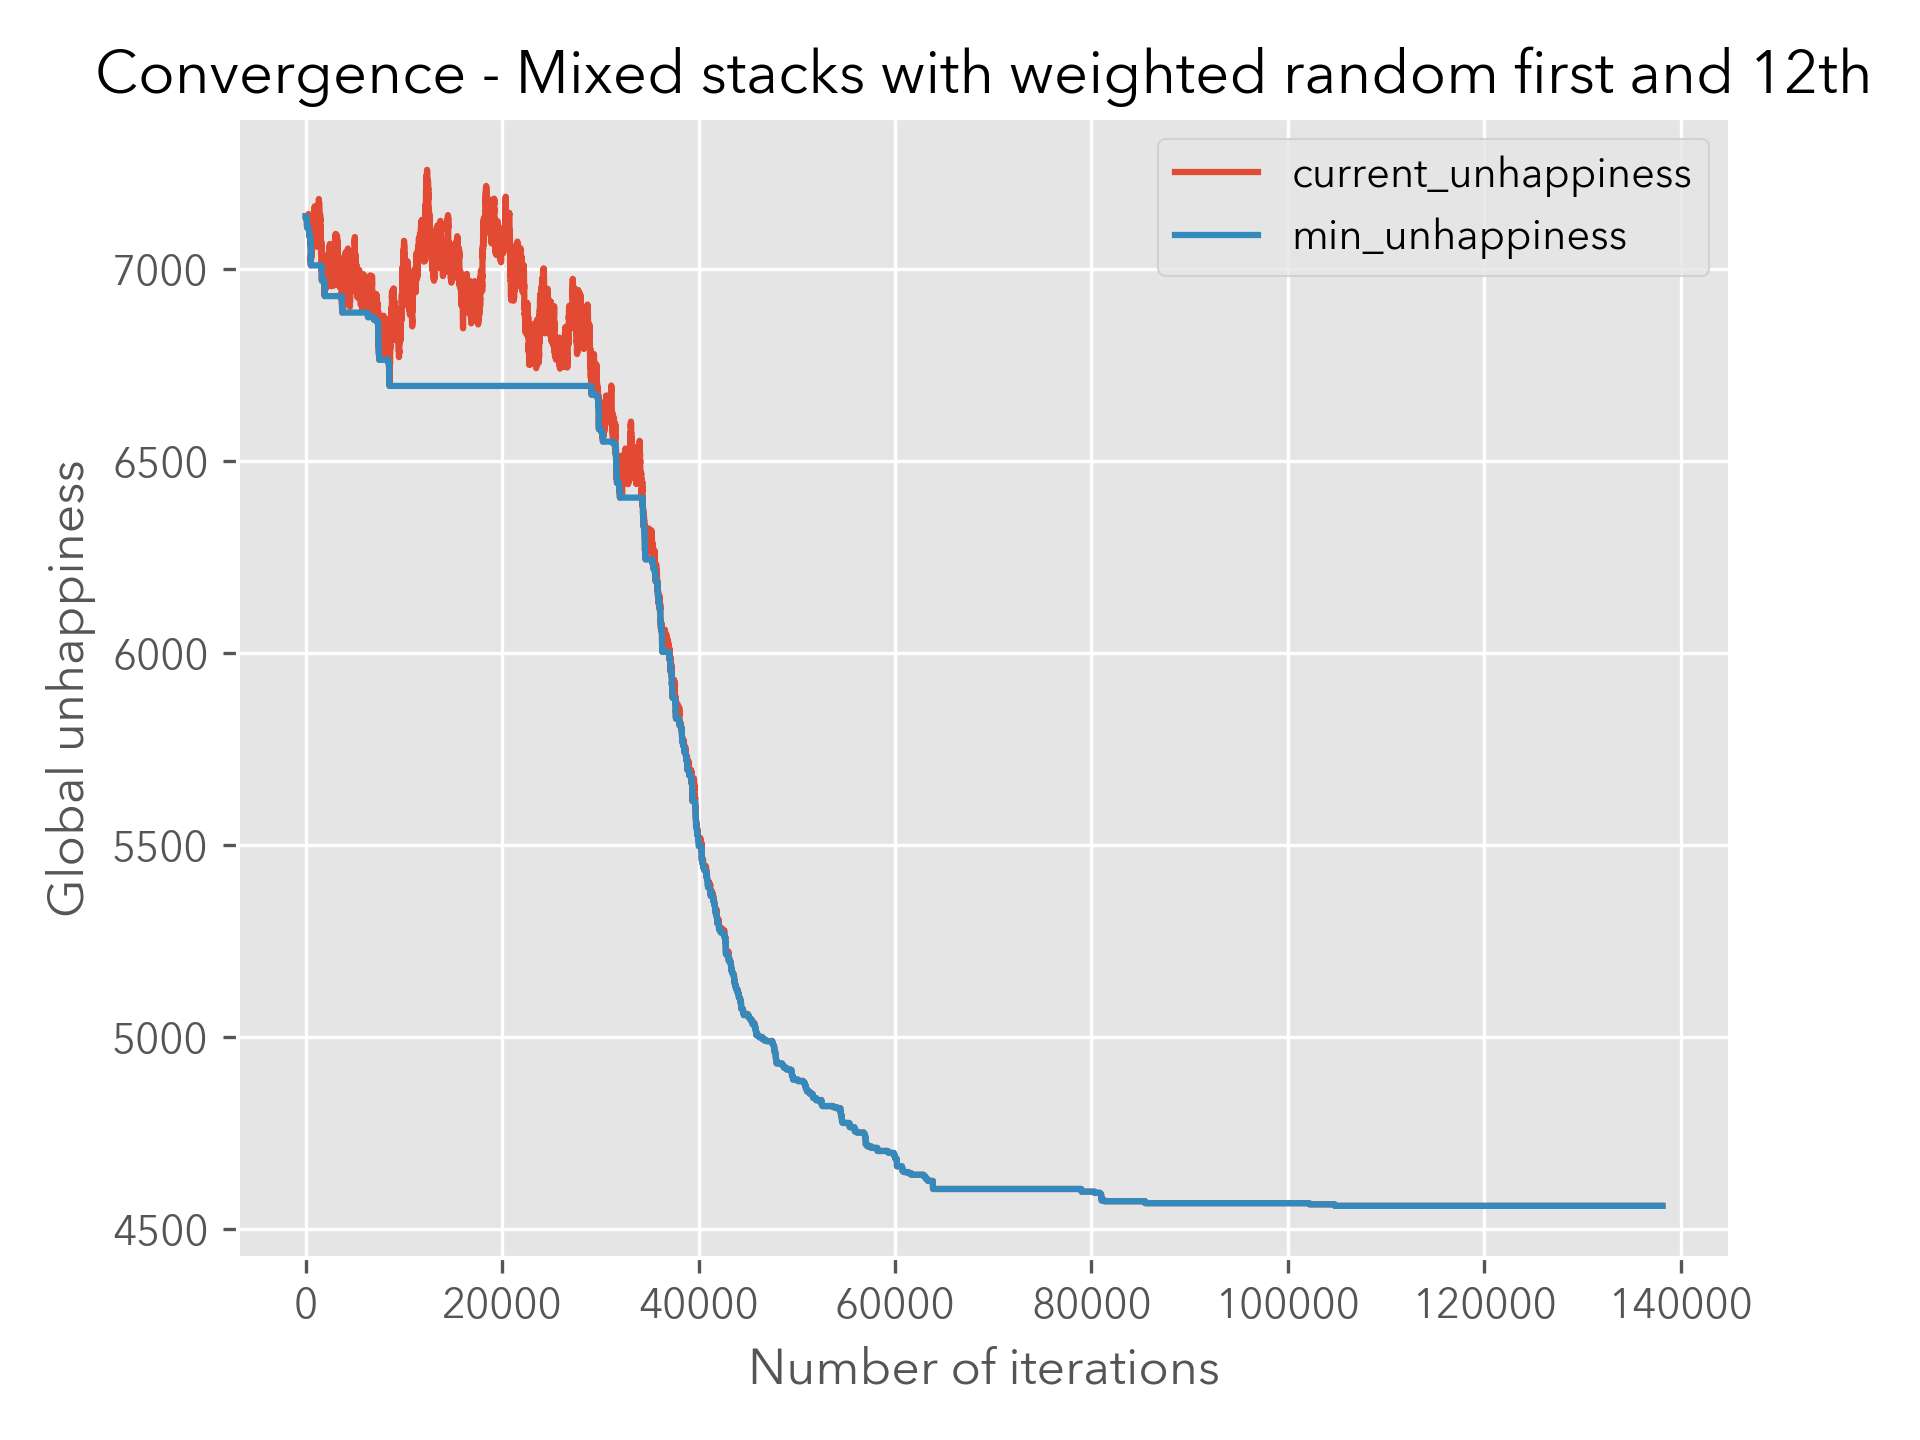 Convergence - Mixed stacks with weighted random first and 12th
current_unhappiness
min_unhappiness
Global unhappiness
7000
6500
6000
5500
5000
4500
0 20000 40000 60000 80000 100000 120000 140000
Number of iterations